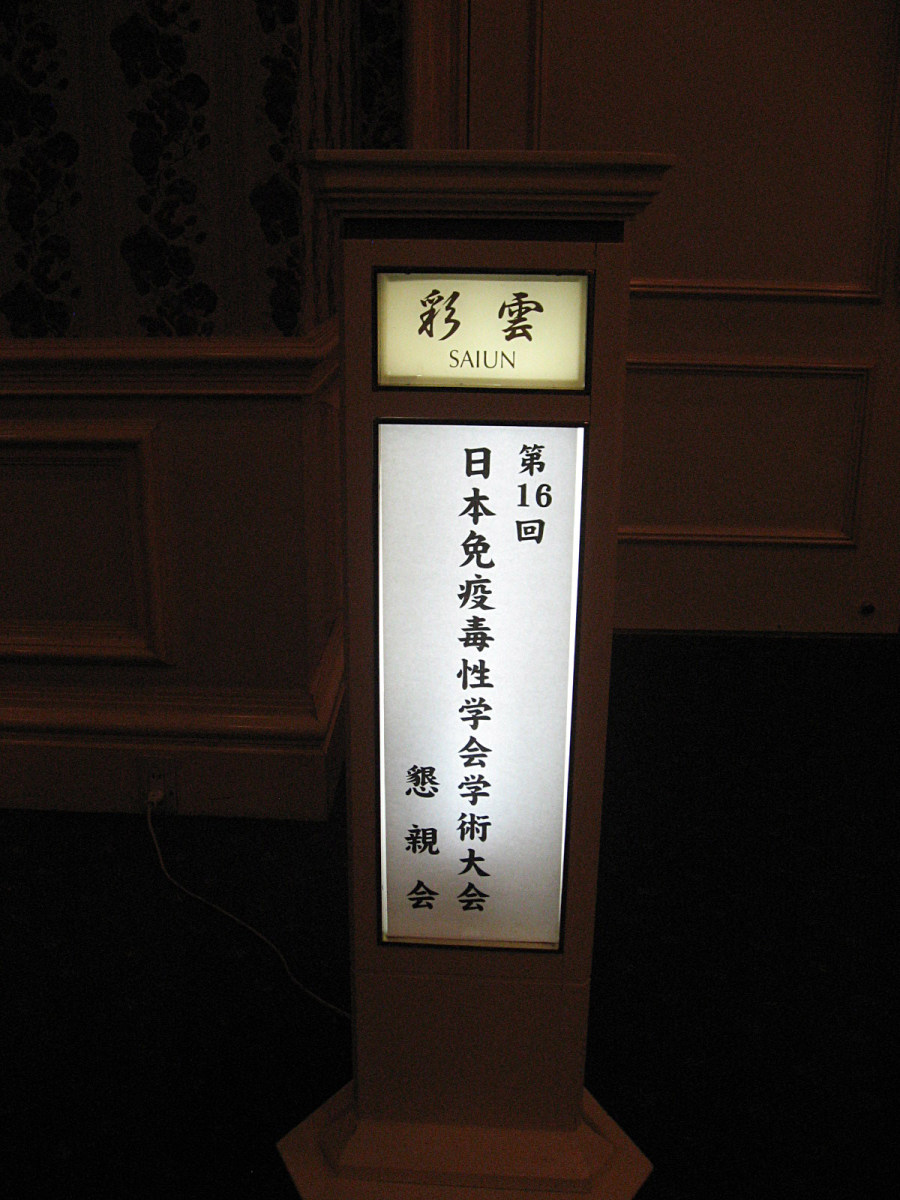 彩雲
SAIUN
第16回
日本免疫毒性学会学術大会
懇親会